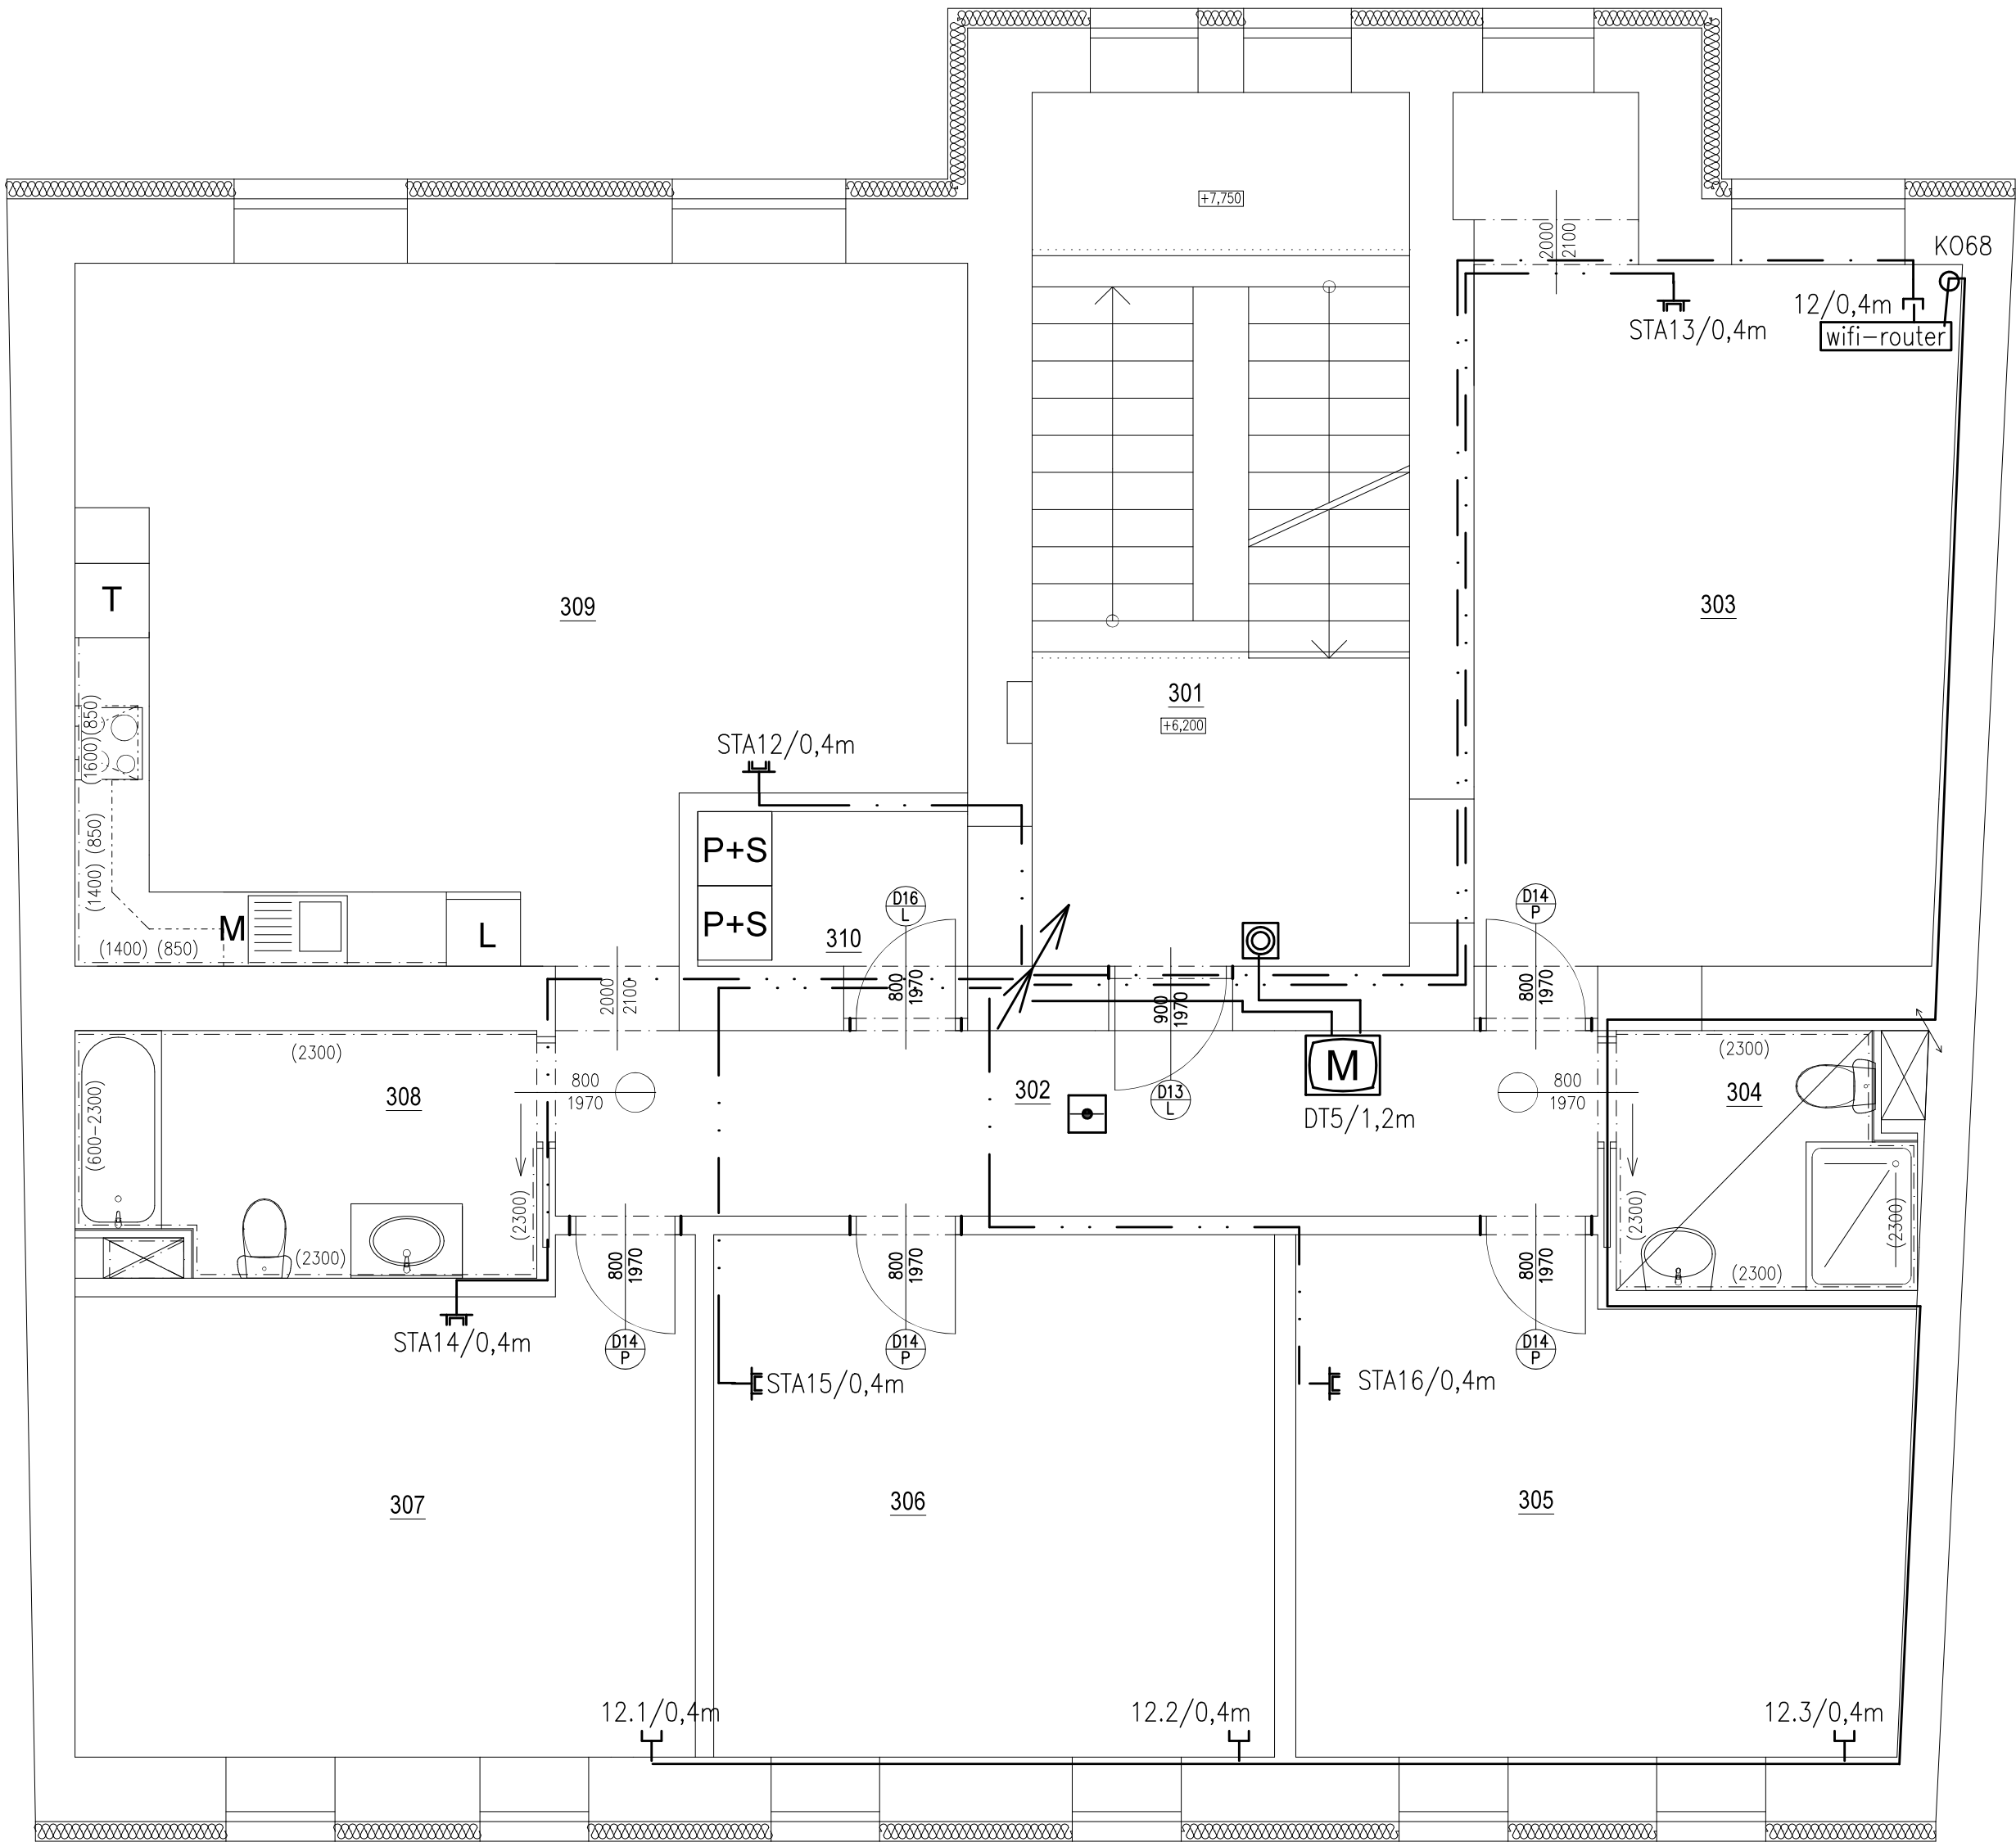 +7,750
2000
2100
KO68
12/0,4m
STA13/0,4m
wifi-router
T
309
303
301
+6,200
(1600)(850)
STA12/0,4m
P+S
P+S
(1400) (850)
M
L
(1400) (850)
310
D16
L
D14
P
800
1970
2000
2100
900
1970
800
1970
(2300)
(600-2300)
308
800
1970
302
D13
L
M
DT5/1,2m
800
1970
(2300)
304
(2300)
(2300)
(2300)
(2300)
(2300)
800
1970
800
1970
800
1970
STA14/0,4m
D14
P
D14
P
D14
P
STA15/0,4m
STA16/0,4m
307
306
305
12.1/0,4m
12.2/0,4m
12.3/0,4m